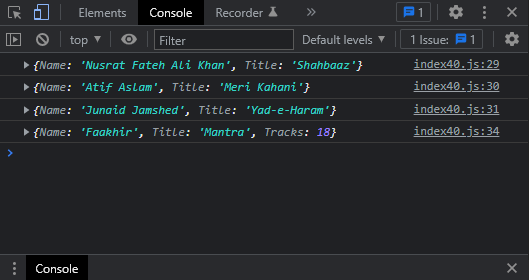 Elements Console Recorder » 1
top ▾ Filter Default levels ▾ 1 Issue: 1
▶ {Name: 'Nusrat Fateh Ali Khan', Title: 'Shahbaaz'} index40.js:29
▶ {Name: 'Atif Aslam', Title: 'Meri Kahani'} index40.js:30
▶ {Name: 'Junaid Jamshed', Title: 'Yad-e-Haram'} index40.js:31
▶ {Name: 'Faakhir', Title: 'Mantra', Tracks: 18} index40.js:34
>
Console